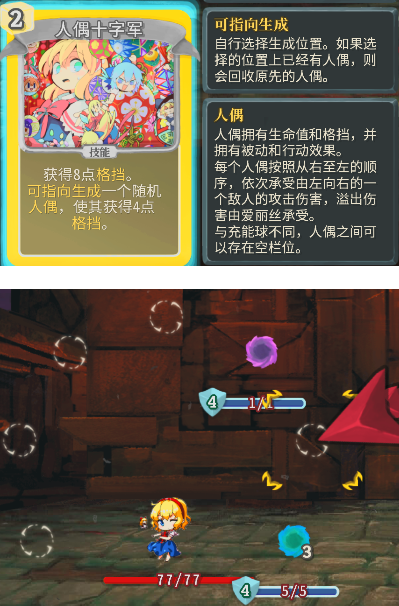 2
人偶十字军
技能
获得8点格挡。
可指向生成一个随机
人偶，使其获得4点
格挡。
可指向生成
自行选择生成位置。如果选
择的位置上已经有人偶，则
会回收原先的人偶。
人偶
人偶拥有生命值和格挡，并
拥有被动和行动效果。
每个人偶按照从右至左的顺
序，依次承受由左向右的一
个敌人的攻击伤害，溢出伤
害由爱丽丝承受。
与充能球不同，人偶之间可
以存在空栏位。
4
3
77/77
4
5/5